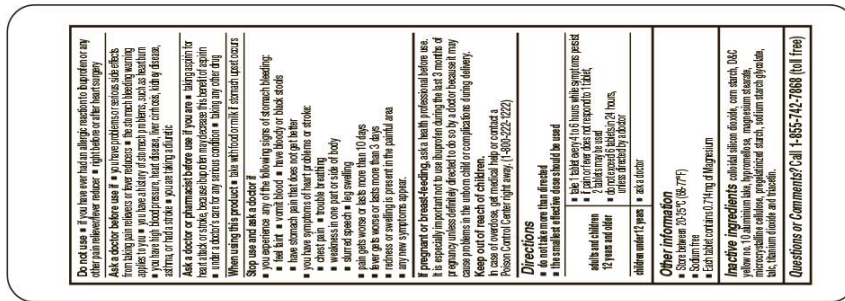 Do not use ■ if you have ever had an allergic reaction to ibuprofen or any
other pain reliever/fever reducer ■ right before or after heart surgery
Ask a doctor before use if ■ you have problems or serious side effects
from taking pain relievers or fever reducers ■ the stomach bleeding warning
applies to you ■ you have a history of stomach problems, such as heartburn
■ you have high blood pressure, heart disease, liver cirrhosis, kidney disease,
asthma, or had a stroke ■ you are taking a diuretic
Ask a doctor or pharmacist before use if you are ■ taking aspirin for
heart attack or stroke, because ibuprofen may decrease this benefit of aspirin
■ under a doctor's care for any serious condition ■ taking any other drug
When using this product ■ take with food or milk if stomach upset occurs
Stop use and ask a doctor if
■ you experience any of the following signs of stomach bleeding:
■ feel faint ■ vomit blood ■ have bloody or black stools
■ have stomach pain that does not get better
■ you have symptoms of heart problems or stroke:
■ chest pain ■ trouble breathing
■ weakness in one part or side of body
■ slurred speech ■ leg swelling
■ pain gets worse or lasts more than 10 days
■ fever gets worse or lasts more than 3 days
■ redness or swelling is present in the painful area
■ any new symptoms appear.
If pregnant or breast-feeding, ask a health professional before use.
It is especially important not to use ibuprofen during the last 3 months of
pregnancy unless definitely directed to do so by a doctor because it may
cause problems in the unborn child or complications during delivery.
Keep out of reach of children.
In case of overdose, get medical help or contact a
Poison Control Center right away. (1-800-222-1222)
Directions
■ do not take more than directed
■ the smallest effective dose should be used
adults and children
12 years and older
■ take 1 tablet every 4 to 6 hours while symptoms persist
■ if pain or fever does not respond to 1 tablet,
2 tablets may be used
■ do not exceed 6 tablets in 24 hours,
unless directed by a doctor
children under 12 years
■ ask a doctor
Other information
■ Store between 20-25°C (68-77°F)
■ Sodium free
■ Each tablet contains 0.714 mg of Magnesium
Inactive ingredients colloidal silicon dioxide, corn starch, D&C
yellow no. 10 aluminium lake, hypromellose, magnesium stearate,
microcrystalline cellulose, pregelatinized starch, sodium starch glycolate,
talc, titanium dioxide and triacetin.
Questions or Comments? Call 1-855-742-7868 (toll free)